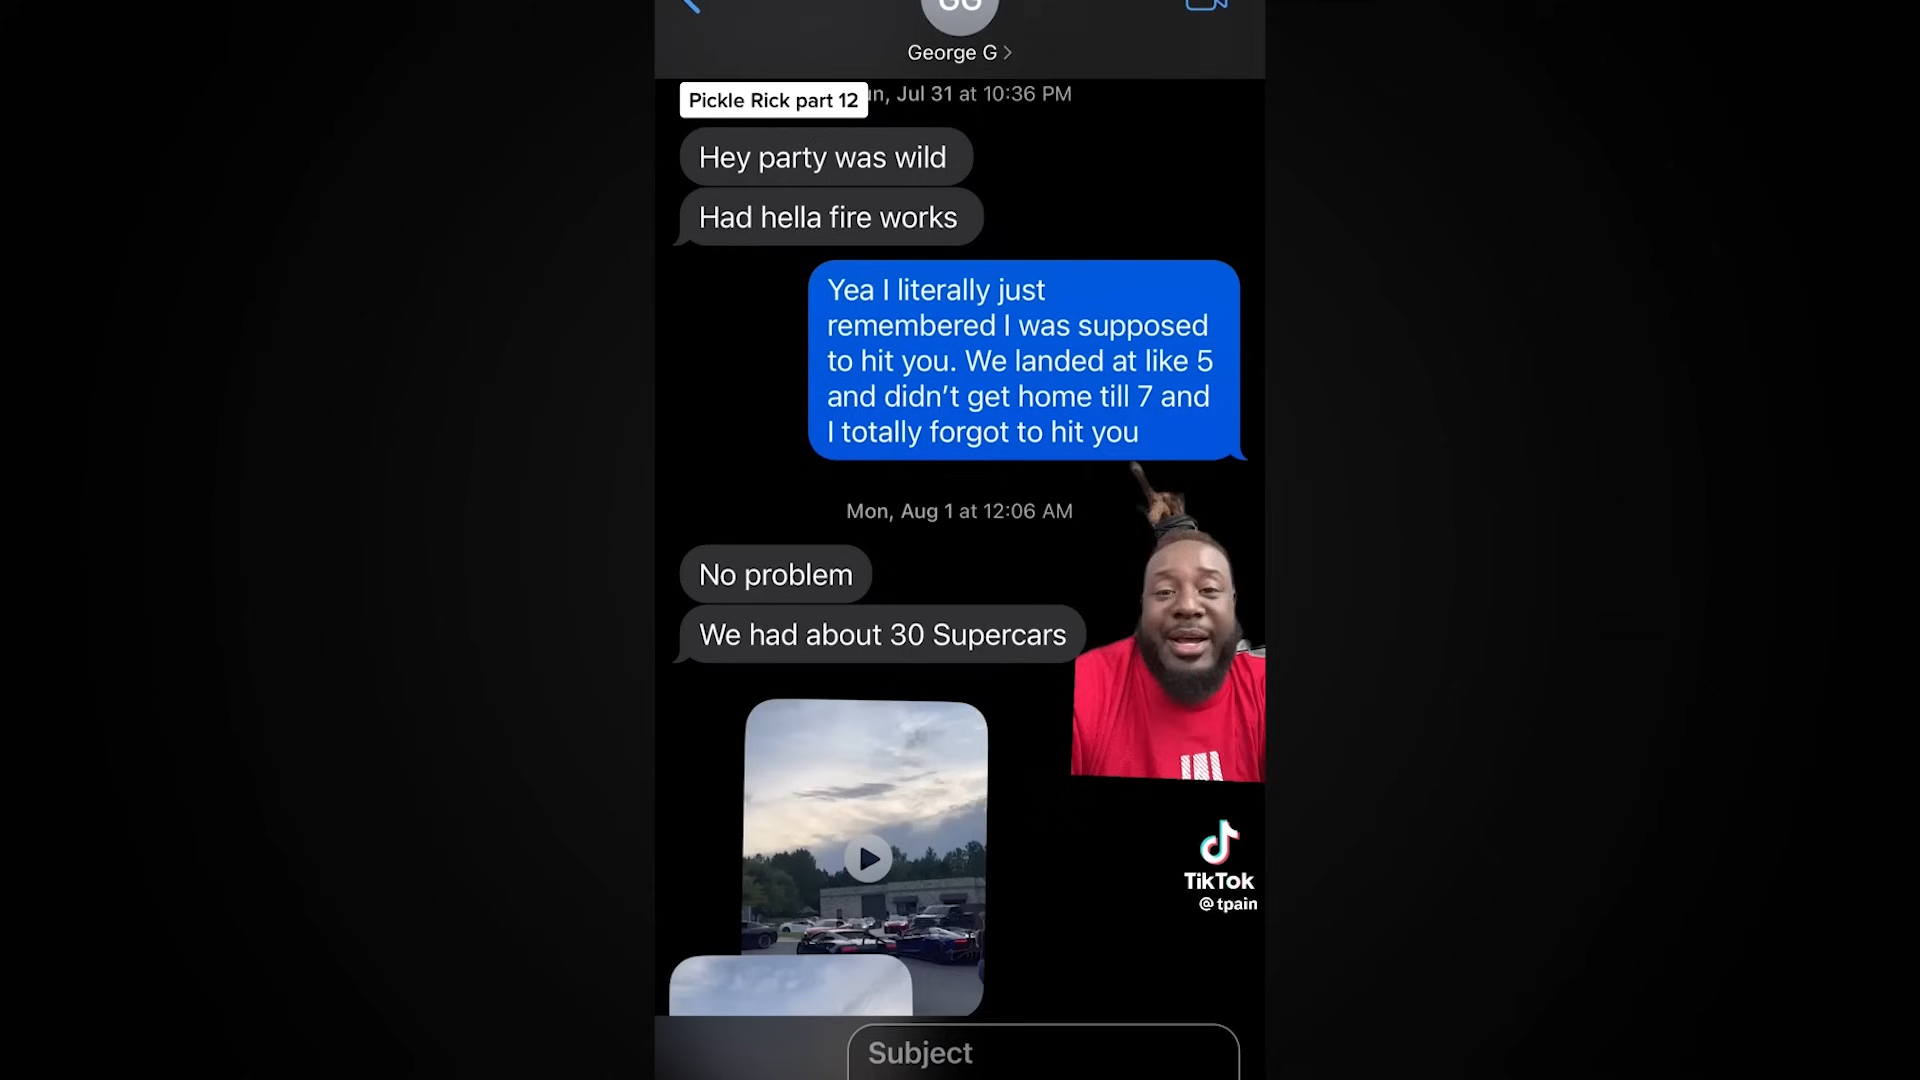 GG
George G
Pickle Rick part 12
n, Jul 31 at 10:36 PM
Hey party was wild
Had hella fire works
Yea I literally just
remembered I was supposed
to hit you. We landed at like 5
and didn’t get home till 7 and
I totally forgot to hit you
Mon, Aug 1 at 12:06 AM
No problem
We had about 30 Supercars
TikTok
@tpain
Subject